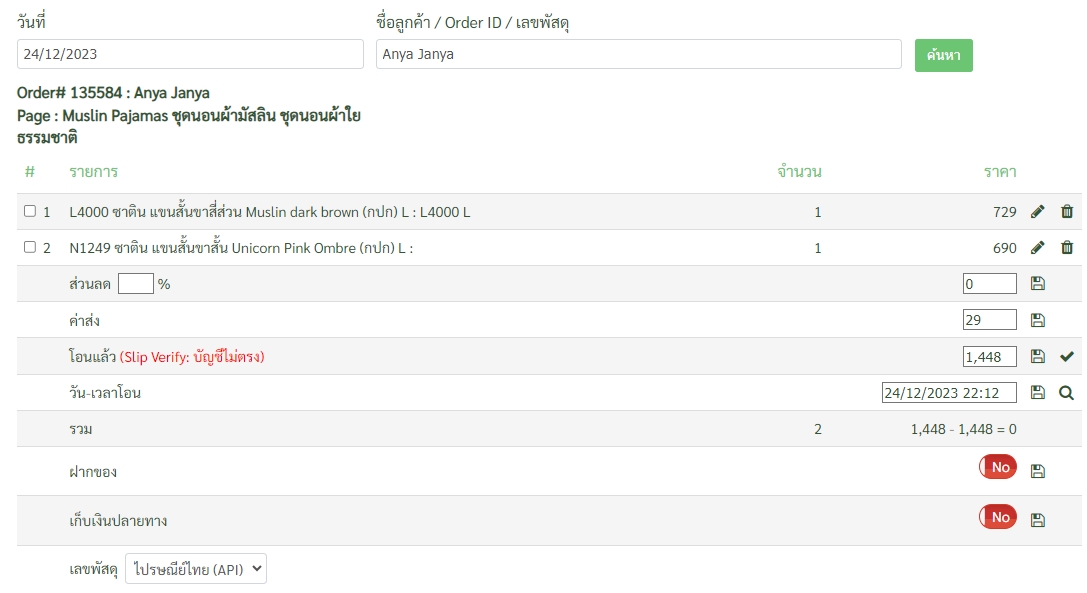 วันที่ ชื่อลูกค้า / Order ID / เลขพัสดุ
24/12/2023 Anya Janya ค้นหา
Order# 135584 : Anya Janya
Page : Muslin Pajamas ชุดนอนผ้ามัสลิน ชุดนอนผ้าใย
ธรรมชาติ
# รายการ จำนวน ราคา
1 L4000 ซาติน แขนสั้นขาสี่ส่วน Muslin dark brown (กปก) L : L4000 L 1 729
2 N1249 ซาติน แขนสั้นขาสั้น Unicorn Pink Ombre (กปก) L : 1 690
ส่วนลด % 0
ค่าส่ง 29
โอนแล้ว (Slip Verify: บัญชีไม่ตรง) 1,448
วัน-เวลาโอน 24/12/2023 22:12
รวม 2 1,448 - 1,448 = 0
ฝากของ No
เก็บเงินปลายทาง No
เลขพัสดุ ไปรษณีย์ไทย (API)